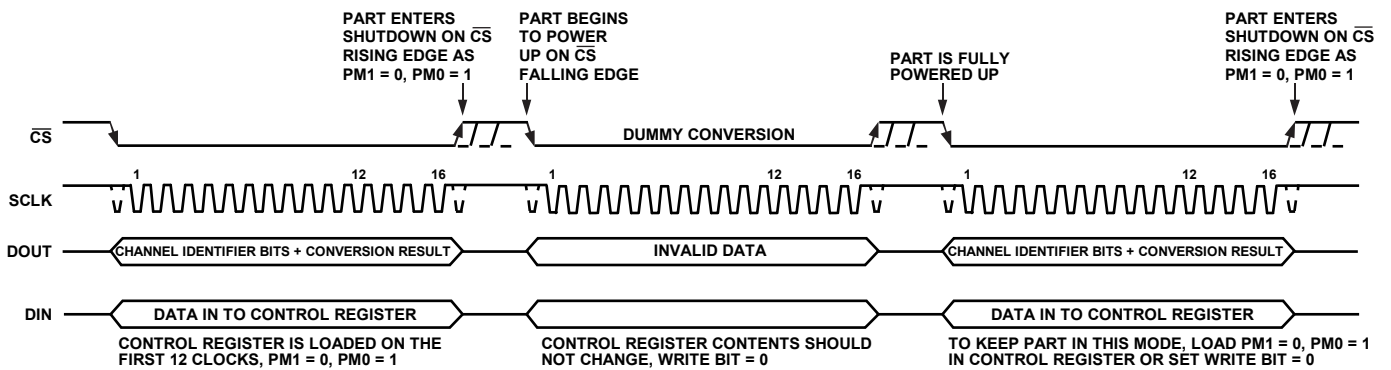 PART ENTERS
SHUTDOWN ON CS
RISING EDGE AS
PM1 = 0, PM0 = 1
PART BEGINS
TO POWER
UP ON CS
FALLING EDGE
PART IS FULLY
POWERED UP
PART ENTERS
SHUTDOWN ON CS
RISING EDGE AS
PM1 = 0, PM0 = 1
CS
DUMMY CONVERSION
SCLK
1 12 16
1 12 16
1 12 16
DOUT
CHANNEL IDENTIFIER BITS + CONVERSION RESULT
INVALID DATA
CHANNEL IDENTIFIER BITS + CONVERSION RESULT
DIN
DATA IN TO CONTROL REGISTER
DATA IN TO CONTROL REGISTER
CONTROL REGISTER IS LOADED ON THE
FIRST 12 CLOCKS, PM1 = 0, PM0 = 1
CONTROL REGISTER CONTENTS SHOULD
NOT CHANGE, WRITE BIT = 0
TO KEEP PART IN THIS MODE, LOAD PM1 = 0, PM0 = 1
IN CONTROL REGISTER OR SET WRITE BIT = 0